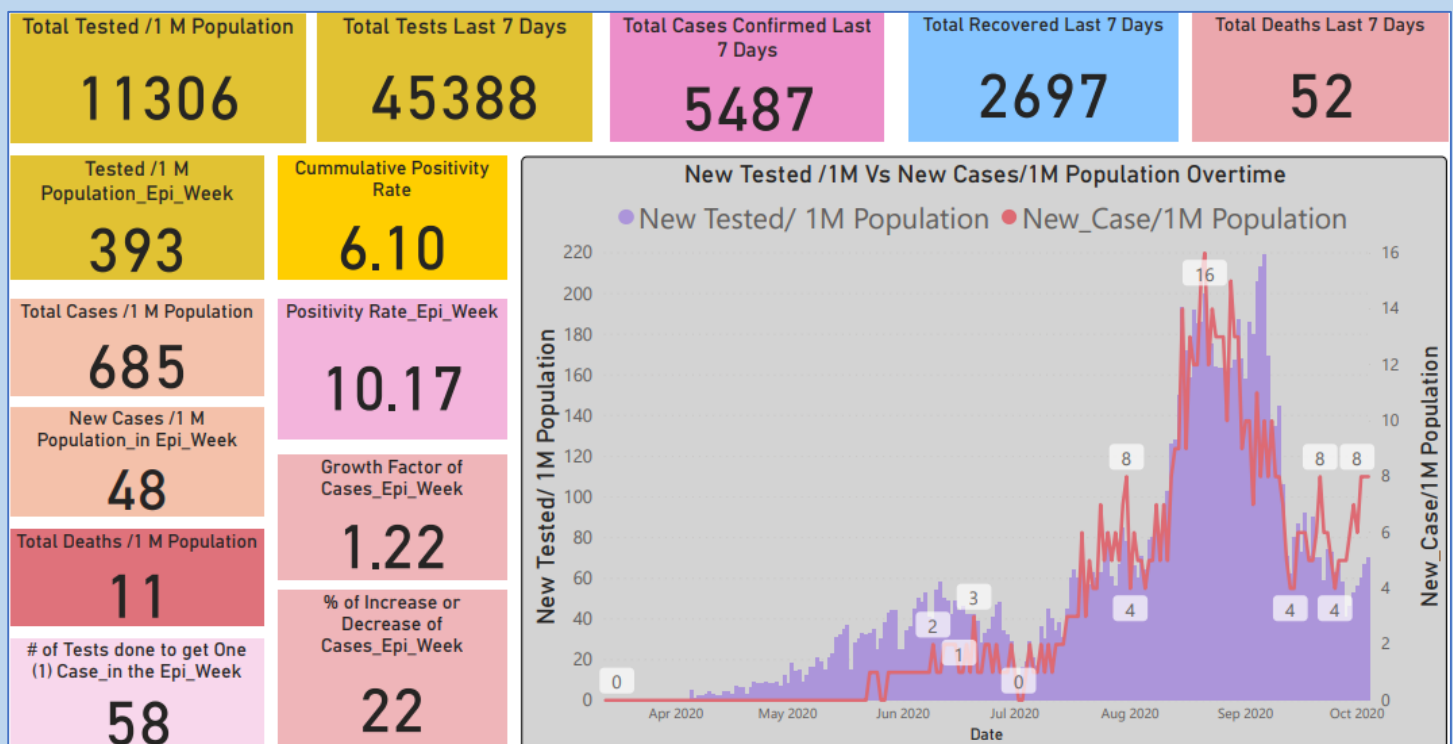 Total Tested /1 M Population
11306
Total Tests Last 7 Days
45388
Total Cases Confirmed Last
7 Days
5487
Total Recovered Last 7 Days
2697
Total Deaths Last 7 Days
52
Tested /1 M
Population_Epi_Week
393
Cummulative Positivity
Rate
6.10
Total Cases /1 M Population
685
Positivity Rate_Epi_Week
10.17
New Cases /1 M
Population_in Epi_Week
48
Growth Factor of
Cases_Epi_Week
1.22
Total Deaths /1 M Population
11
% of Increase or
Decrease of
Cases_Epi_Week
22
# of Tests done to get One
(1) Case_in the Epi_Week
58
New Tested /1M Vs New Cases/1M Population Overtime
New Tested/ 1M Population New_Case/1M Population
New Tested/ 1M Population
220
200
180
160
140
120
100
80
60
40
20
0
0
2
1
3
0
8
4
16
4
8
4
8
16
14
12
10
8
6
4
2
0
New_Case/1M Population
Apr 2020 May 2020 Jun 2020 Jul 2020 Aug 2020 Sep 2020 Oct 2020
Date